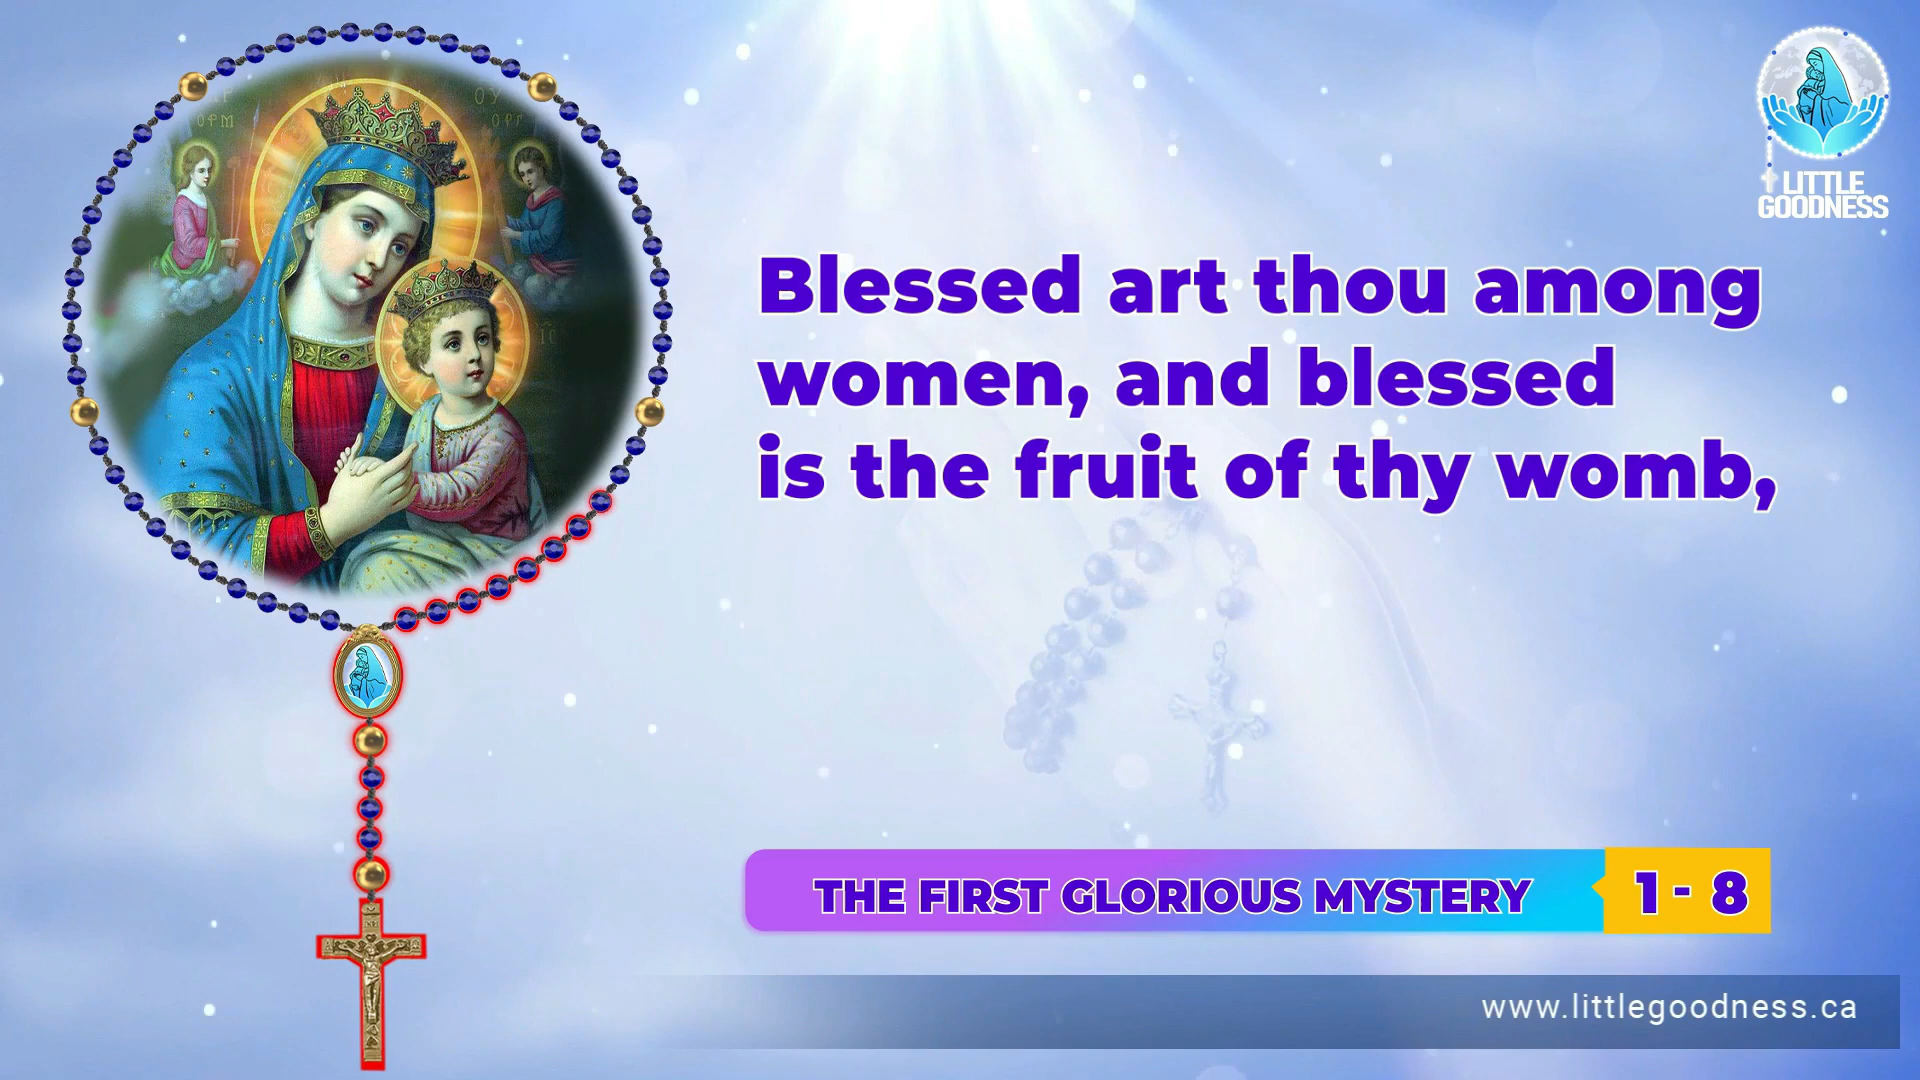 LITTLE
GOODNESS
Blessed art thou among
women, and blessed
is the fruit of thy womb,
THE FIRST GLORIOUS MYSTERY
1 - 8
www.littlegoodness.ca